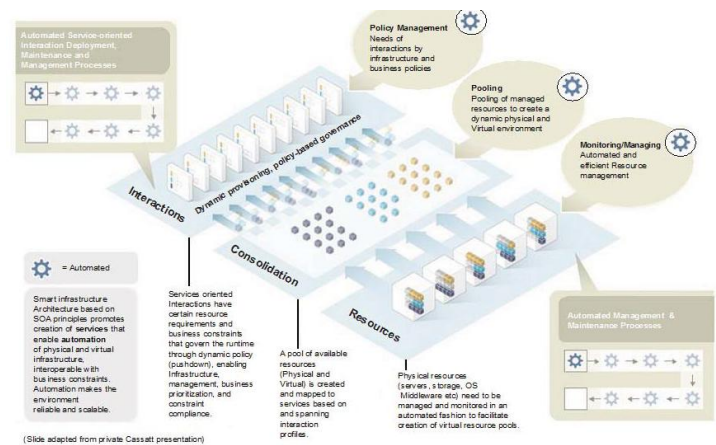 Policy Management
Needs of
interactions by
infrastructure and
business policies
Automated Service-oriented
Interaction Deployment,
Maintenance and
Management Processes
Pooling
Pooling of managed
resources to create a
dynamic physical and
Virtual environment
Monitoring/Managing
Automated and
efficient Resource
management
Dynamic provisioning, policy-based governance
Interactions
Consolidation
Resources
= Automated
Smart infrastructure
Architecture based on
SOA principles promotes
creation of services that
enable automation
of physical and virtual
infrastructure,
interoperable with
business constraints.
Automation makes the
environment
reliable and scalable.
Services oriented
Interactions have
certain resource
requirements and
business constraints
that govern the runtime
through dynamic policy
(pushdown), enabling
Infrastructure,
management, business
prioritization, and
constraint
compliance.
A pool of available
resources
(Physical and
Virtual) is created
and mapped to
services based on
and spanning
interaction
profiles.
Physical resources
(servers, storage, OS
Middleware etc) need to be
managed and monitored in an
automated fashion to facilitate
creation of virtual resource pools.
Automated Management &
Maintenance Processes
(Slide adapted from private Cassatt presentation)